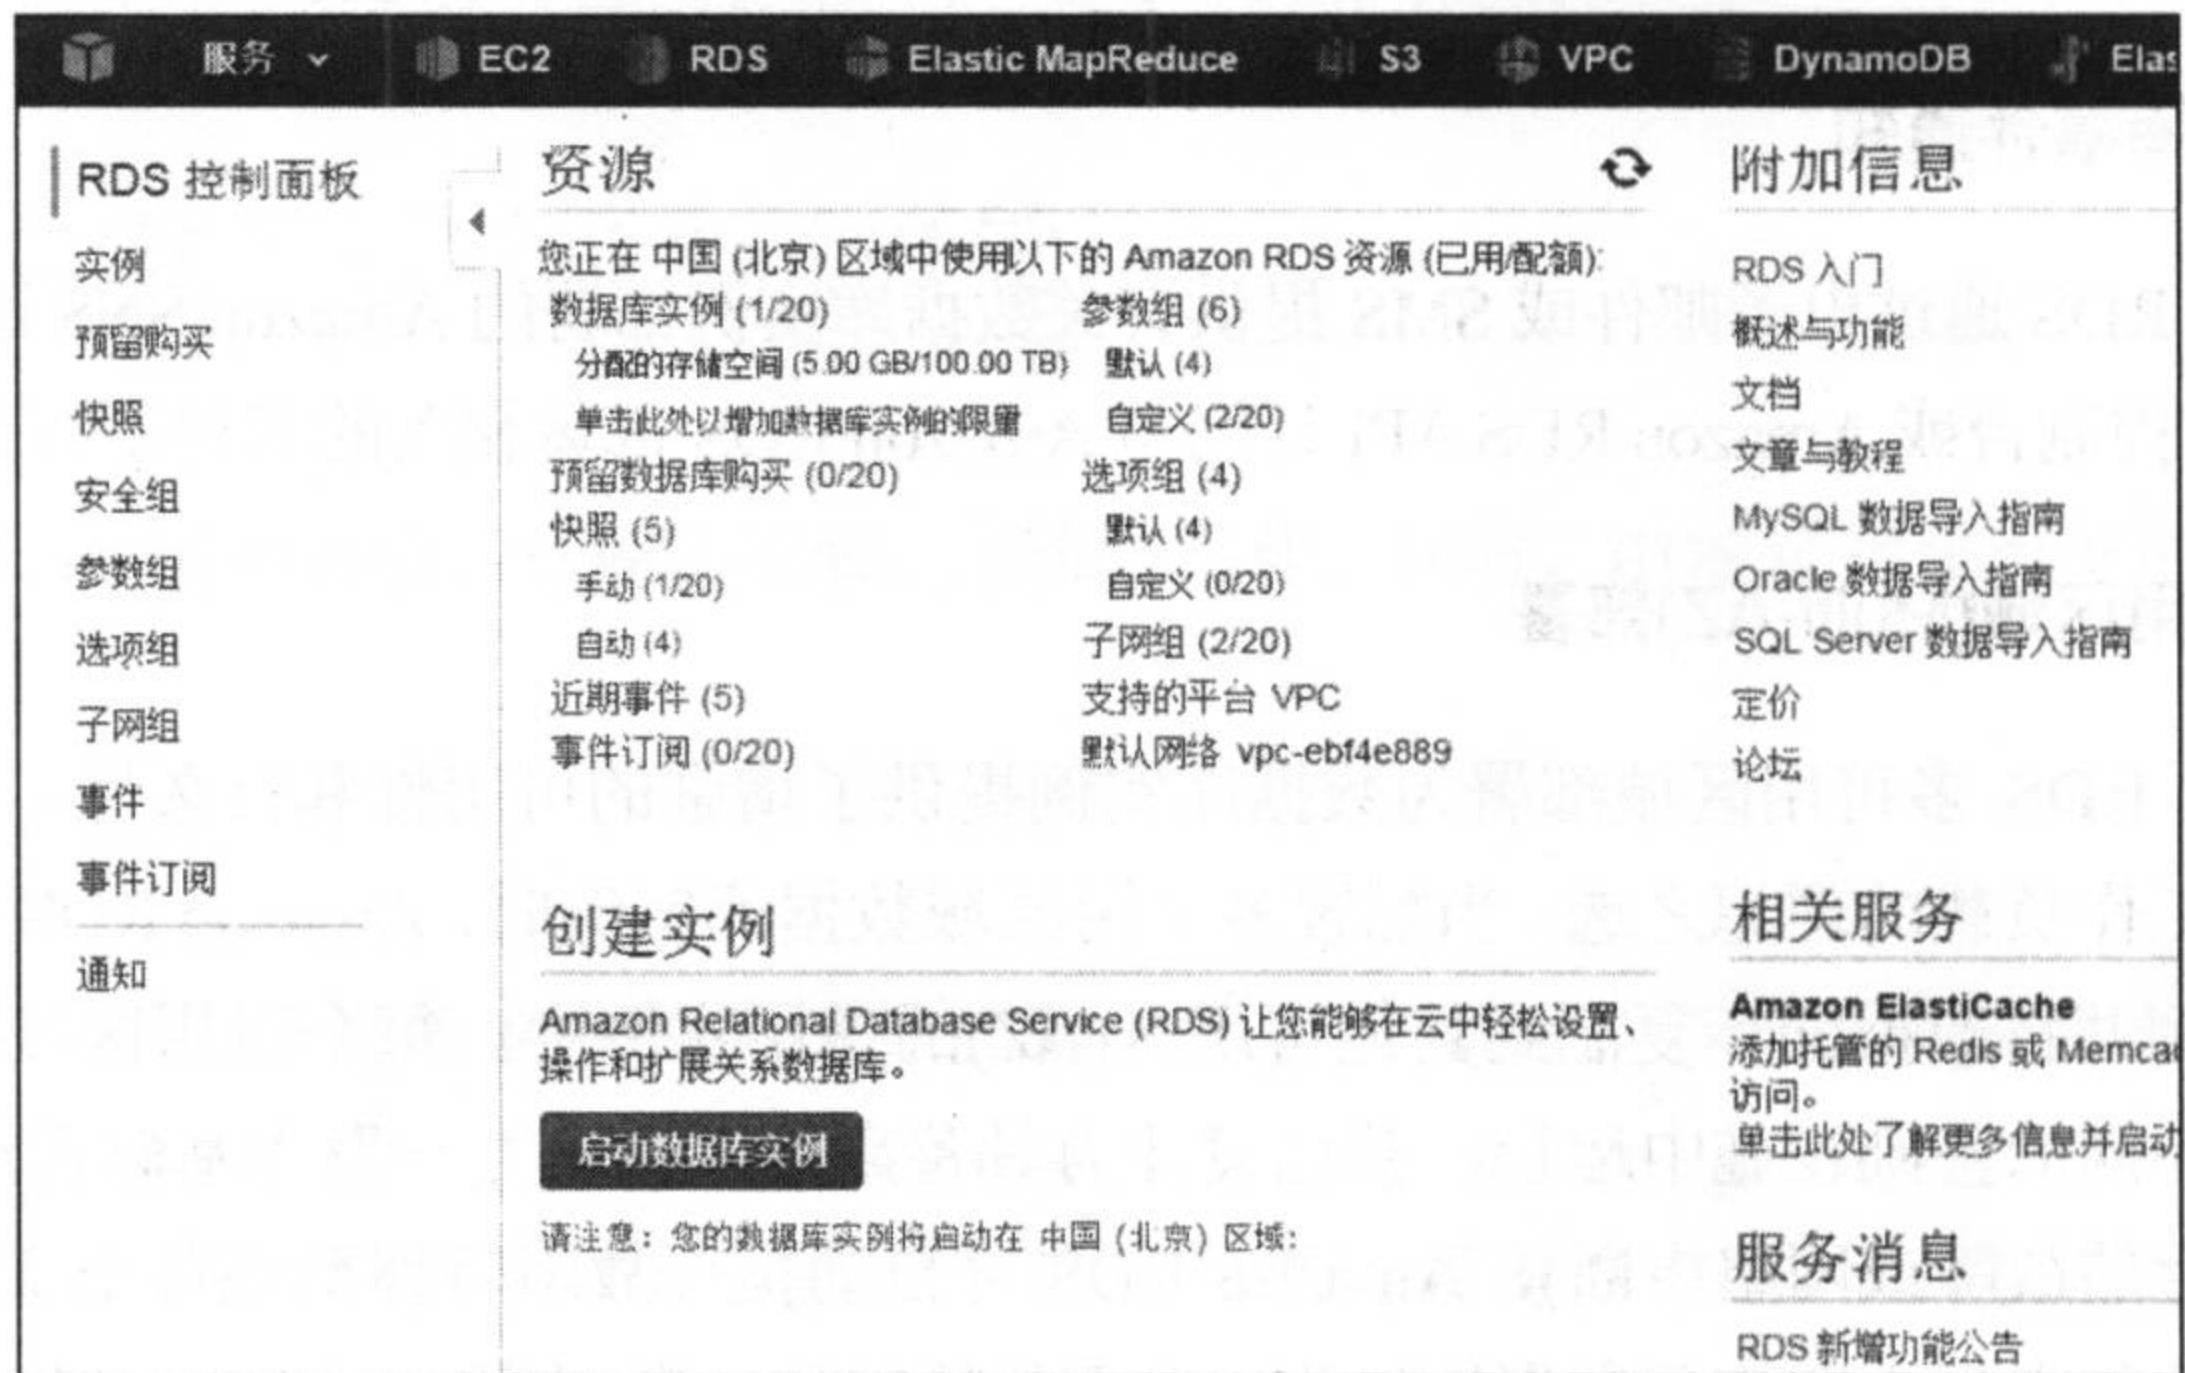 服务 EC2 RDS Elastic MapReduce S3 VPC DynamoDB Elas
RDS 控制面板
实例
预留购买
快照
安全组
参数组
选项组
子网组
事件
事件订阅
通知
资源
您正在 中国 (北京) 区域中使用以下的 Amazon RDS 资源 (已用/配额):
数据库实例 (1/20)
分配的存储空间 (5.00 GB/100.00 TB)
单击此处以增加数据库实例的限量
预留数据库购买 (0/20)
快照 (5)
手动 (1/20)
自动 (4)
近期事件 (5)
事件订阅 (0/20)
参数组 (6)
默认 (4)
自定义 (2/20)
选项组 (4)
默认 (4)
自定义 (0/20)
子网组 (2/20)
支持的平台 VPC
默认网络 vpc-ebf4e889
创建实例
Amazon Relational Database Service (RDS) 让您能够在云中轻松设置、
操作和扩展关系数据库。
启动数据库实例
请注意：您的数据库实例将启动在 中国 (北京) 区域:
附加信息
RDS 入门
概述与功能
文档
文章与教程
MySQL 数据导入指南
Oracle 数据导入指南
SQL Server 数据导入指南
定价
论坛
相关服务
Amazon ElastiCache
添加托管的 Redis 或 Memca
访问。
单击此处了解更多信息并启动
服务消息
RDS 新增功能公告